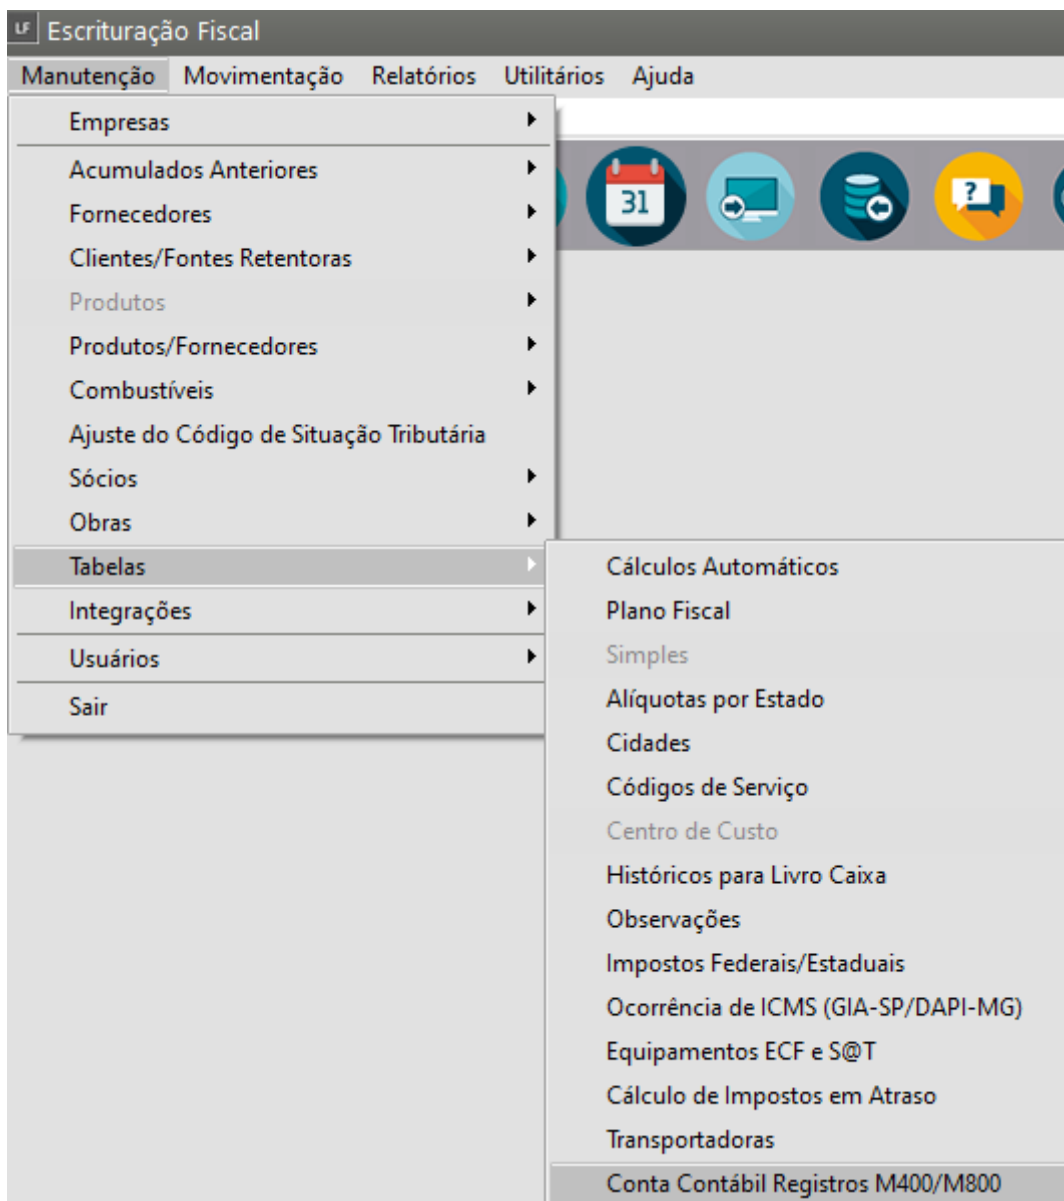 LF Escrituração Fiscal
Manutenção Movimentação Relatórios Utilitários Ajuda
Empresas
Acumulados Anteriores
Fornecedores
Clientes/Fontes Retentoras
Produtos
Produtos/Fornecedores
Combustíveis
Ajuste do Código de Situação Tributária
Sócios
Obras
Tabelas
Integrações
Usuários
Sair
31
?
Cálculos Automáticos
Plano Fiscal
Simples
Alíquotas por Estado
Cidades
Códigos de Serviço
Centro de Custo
Históricos para Livro Caixa
Observações
Impostos Federais/Estaduais
Ocorrência de ICMS (GIA-SP/DAPI-MG)
Equipamentos ECF e S@T
Cálculo de Impostos em Atraso
Transportadoras
Conta Contábil Registros M400/M800